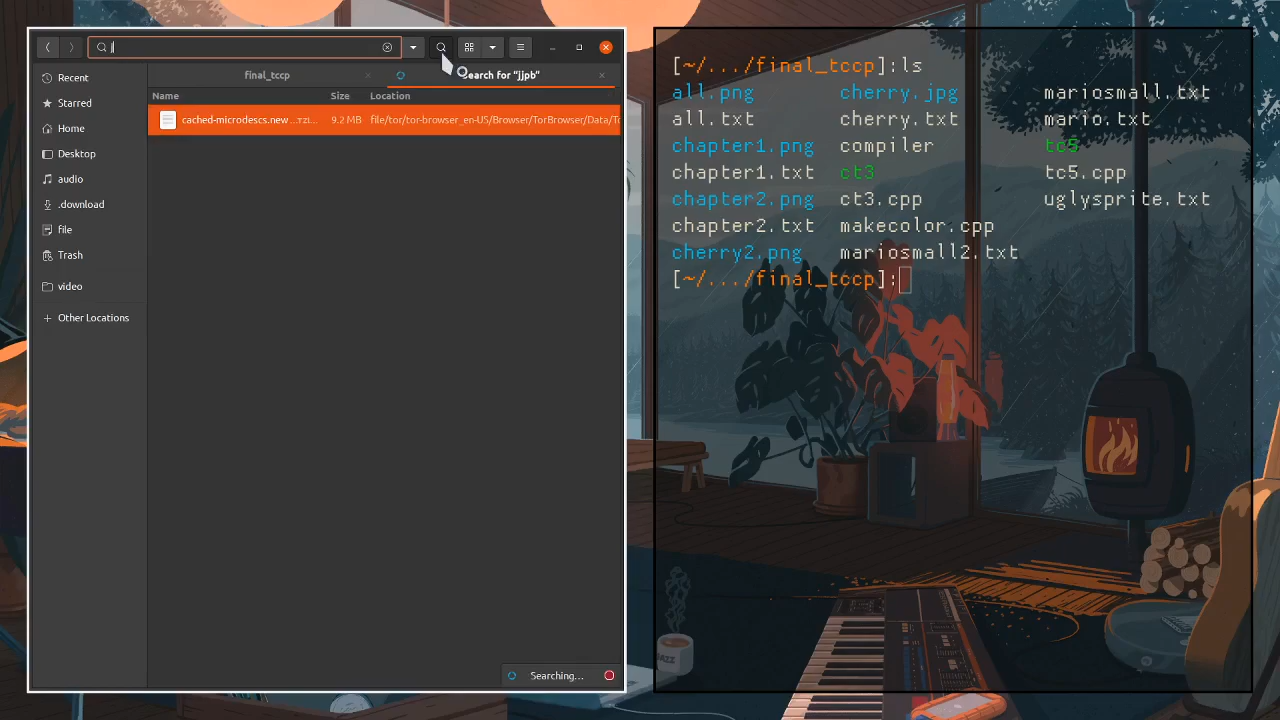 j
final_tccp
Search for "jjpb"
Name Size Location
cached-microdescs.new ...rzi... 9.2 MB file/tor/tor-browser_en-US/Browser/TorBrowser/Data/
Recent
Starred
Home
Desktop
audio
.download
file
Trash
video
+ Other Locations
Searching...
[~/.../final_tccp]:ls
all.png cherry.jpg mariosmall.txt
all.txt cherry.txt mario.txt
chapter1.png compiler tc5
chapter1.txt ct3 tc5.cpp
chapter2.png ct3.cpp uglysprite.txt
chapter2.txt makecolor.cpp
cherry2.png mariosmall2.txt
[~/.../final_tccp]:
JAZZ